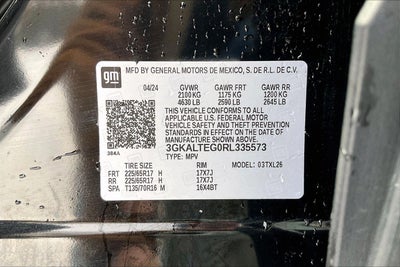 gm
MFD BY GENERAL MOTORS DE MEXICO, S. DE R.L. DE C.V.
04/24 GVWR GAWR FRT GAWR RR
2100 KG 1175 KG 1200 KG
4630 LB 2590 LB 2645 LB
THIS VEHICLE CONFORMS TO ALL
APPLICABLE U.S. FEDERAL MOTOR
VEHICLE SAFETY AND THEFT PREVENTION
STANDARDS IN EFFECT ON THE DATE OF
MANUFACTURE SHOWN ABOVE.
3GKALTEG0RL335573
TYPE: MPV
384A
MODEL: 03TXL26
TIRE SIZE RIM
FRT 225/65R17 H 17X7J
RR 225/65R17 H 17X7J
SPA T135/70R16 M 16X4BT